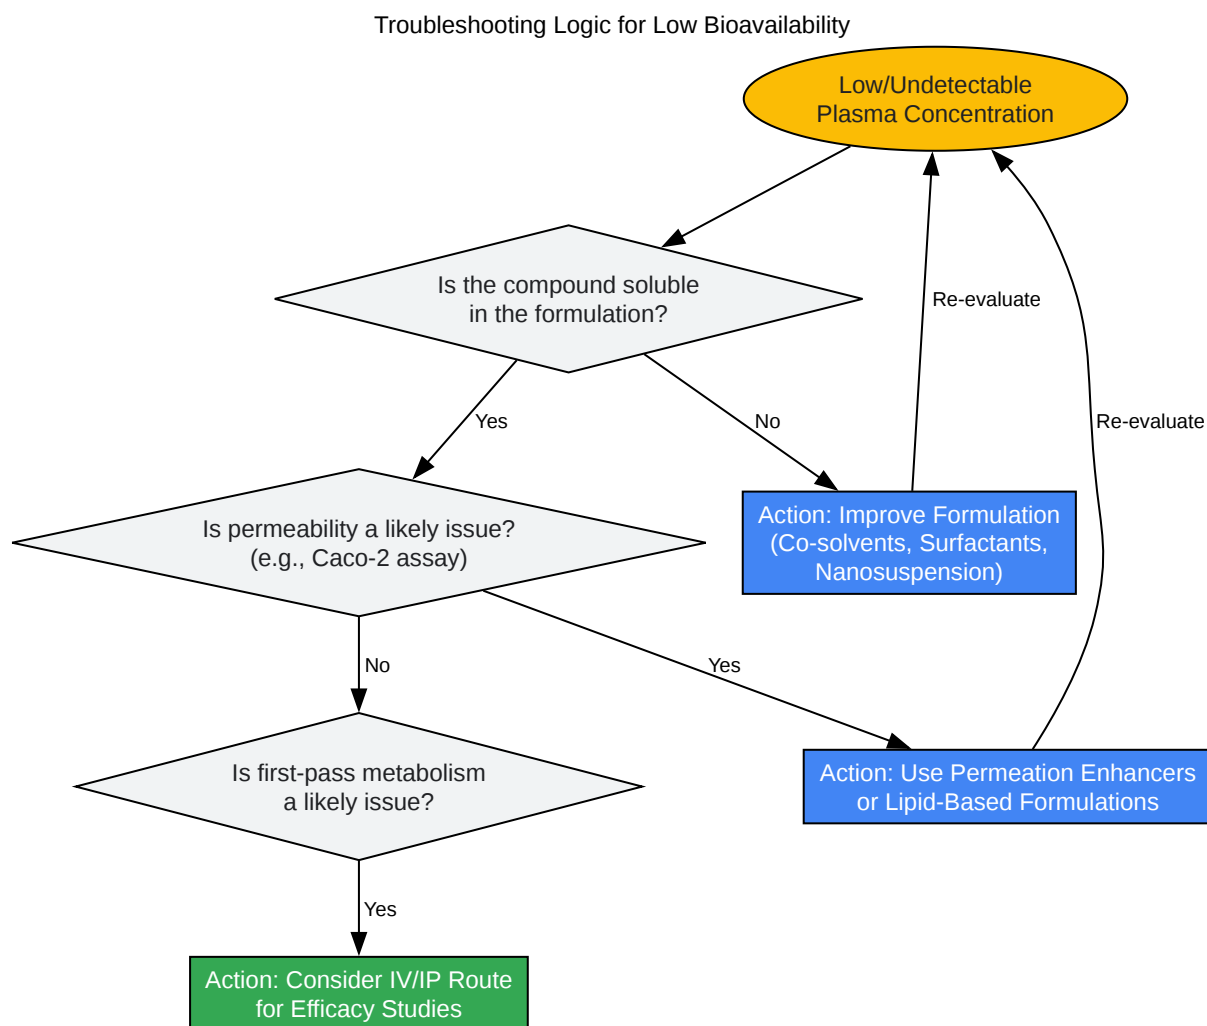 Troubleshooting Logic for Low Bioavailability
Low/Undetectable
Plasma Concentration
Is the compound soluble
in the formulation?
Re-evaluate
Yes
No
Re-evaluate
Is permeability a likely issue?
(e.g., Caco-2 assay)
Action: Improve Formulation
(Co-solvents, Surfactants,
Nanosuspension)
No
Yes
Is first-pass metabolism
a likely issue?
Action: Use Permeation Enhancers
or Lipid-Based Formulations
Yes
Action: Consider IV/IP Route
for Efficacy Studies